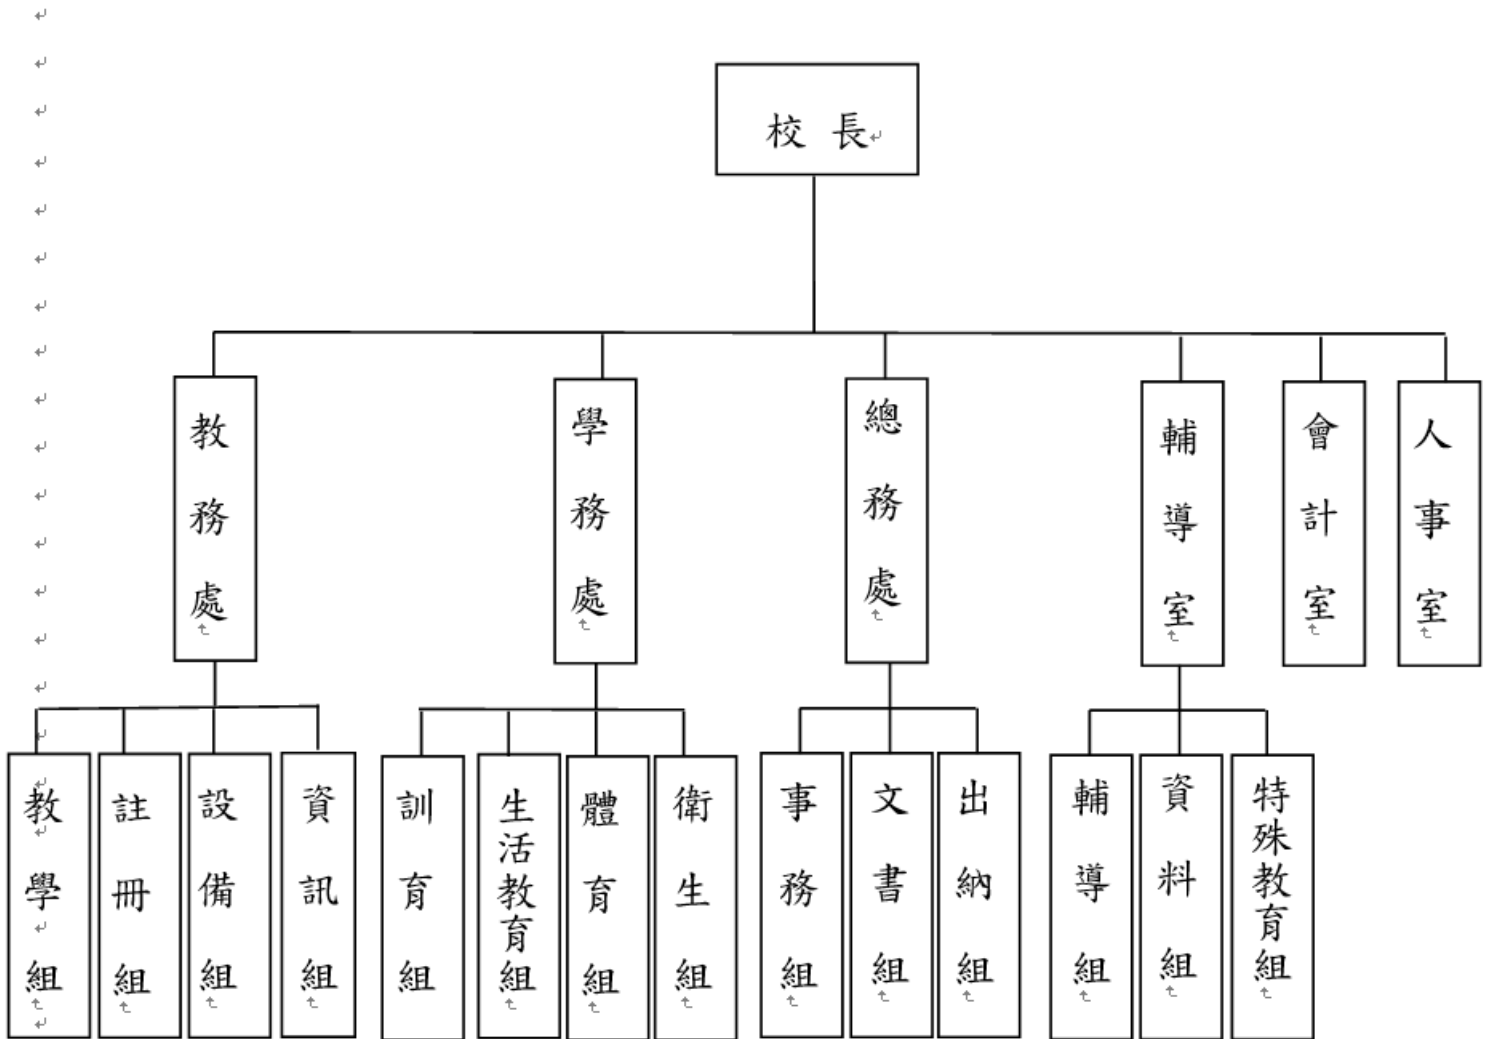 校長
教務處
學務處
總務處
輔導室
會計室
人事室
教學組
註冊組
設備組
資訊組
訓育組
生活教育組
體育組
衛生組
事務組
文書組
出納組
輔導組
資料組
特殊教育組